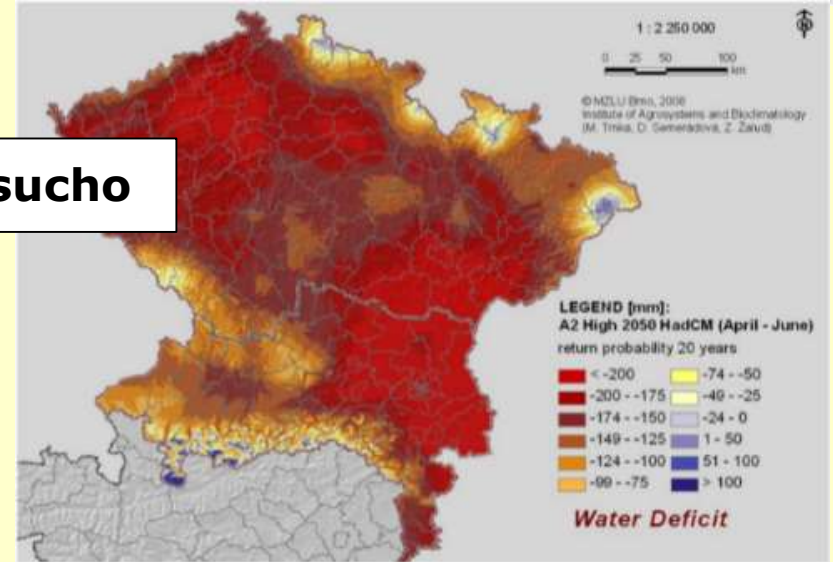 1 : 2 250 000
0 25 50 100
km
© MZLU Brno, 2008
Institute of Agrosystems and Bioclimatology
(M. Trnka, D. Semerádová, Z. Žalud)
sucho
LEGEND [mm]:
A2 High 2050 HadCM (April - June)
return probability 20 years
< -200
-200 - -175
-174 - -150
-149 - -125
-124 - -100
-99 - -75
-74 - -50
-49 - -25
-24 - 0
1 - 50
51 - 100
> 100
Water Deficit